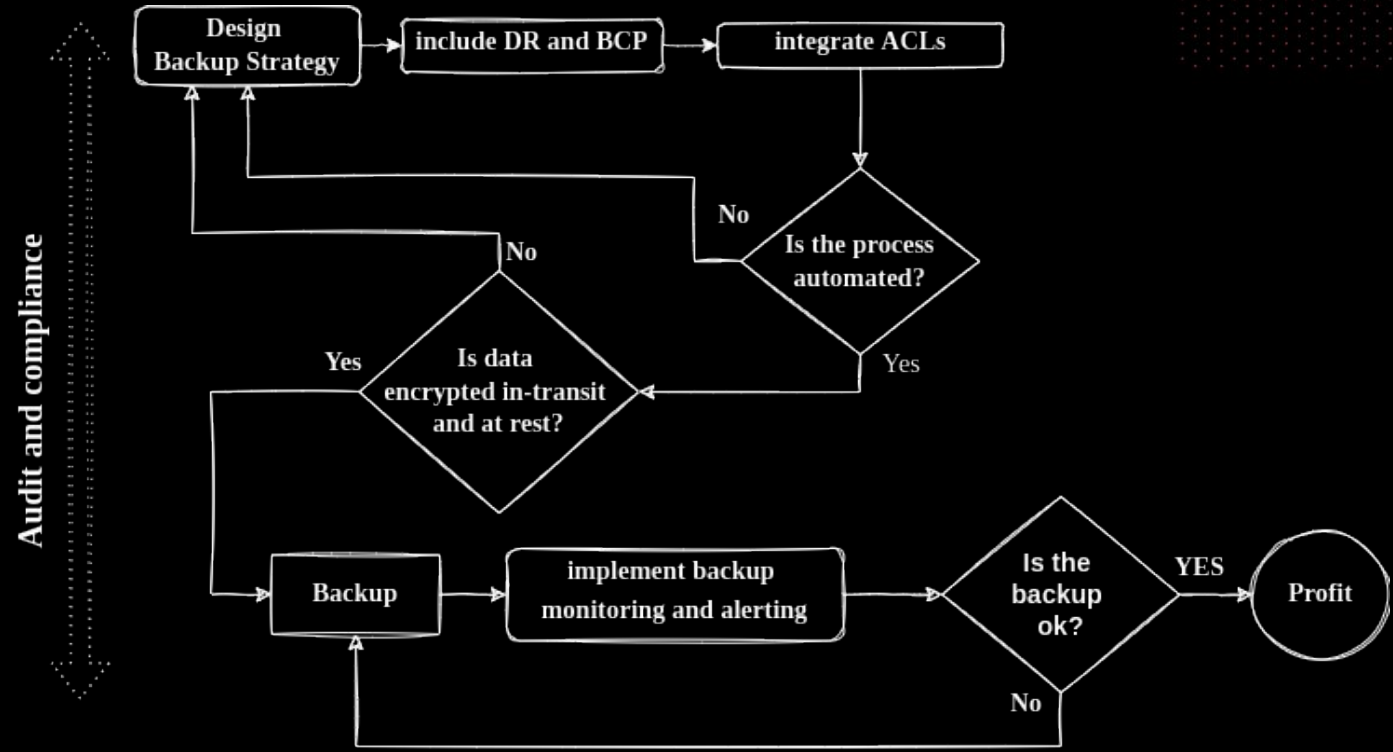 Design
Backup Strategy
include DR and BCP
integrate ACLs
No
Is the process
automated?
Yes
No
Yes
Is data
encrypted in-transit
and at rest?
Audit and compliance
Backup
implement backup
monitoring and alerting
Is the
backup
ok?
YES
Profit
No